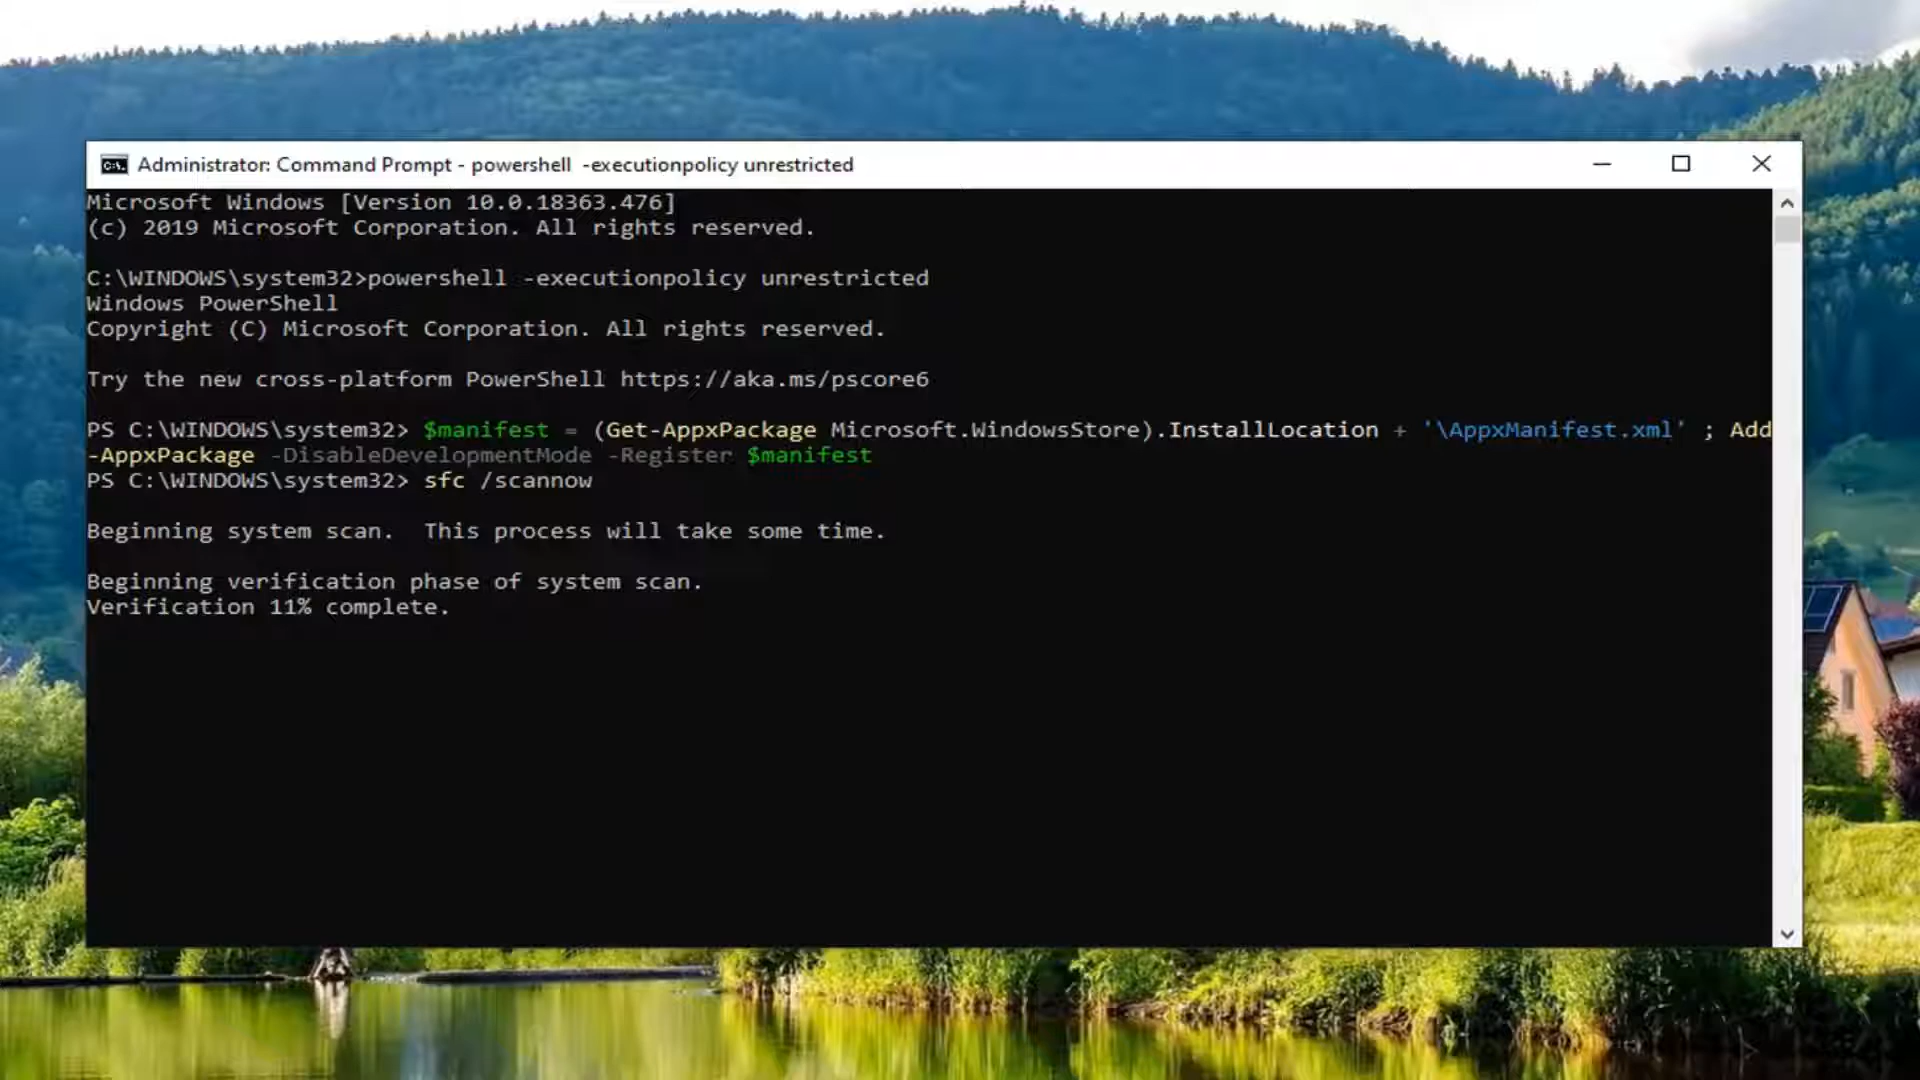 Administrator: Command Prompt - powershell  -executionpolicy unrestricted
Microsoft Windows [Version 10.0.18363.476]
(c) 2019 Microsoft Corporation. All rights reserved.
C:\WINDOWS\system32>powershell -executionpolicy unrestricted
Windows PowerShell
Copyright (C) Microsoft Corporation. All rights reserved.
Try the new cross-platform PowerShell https://aka.ms/pscore6
PS C:\WINDOWS\system32> $manifest = (Get-AppxPackage Microsoft.WindowsStore).InstallLocation + '\AppxManifest.xml' ; Add
-AppxPackage -DisableDevelopmentMode -Register $manifest
PS C:\WINDOWS\system32> sfc /scannow
Beginning system scan.  This process will take some time.
Beginning verification phase of system scan.
Verification 11% complete.